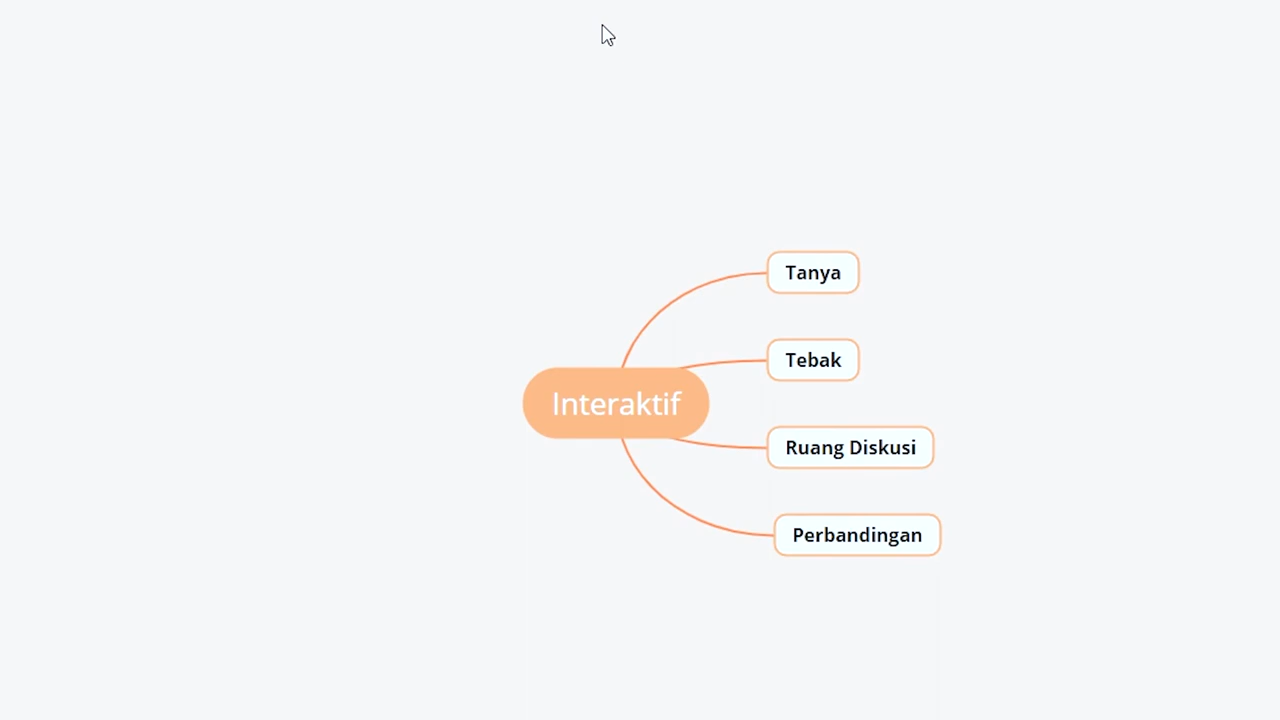 Interaktif
Tanya
Tebak
Ruang Diskusi
Perbandingan